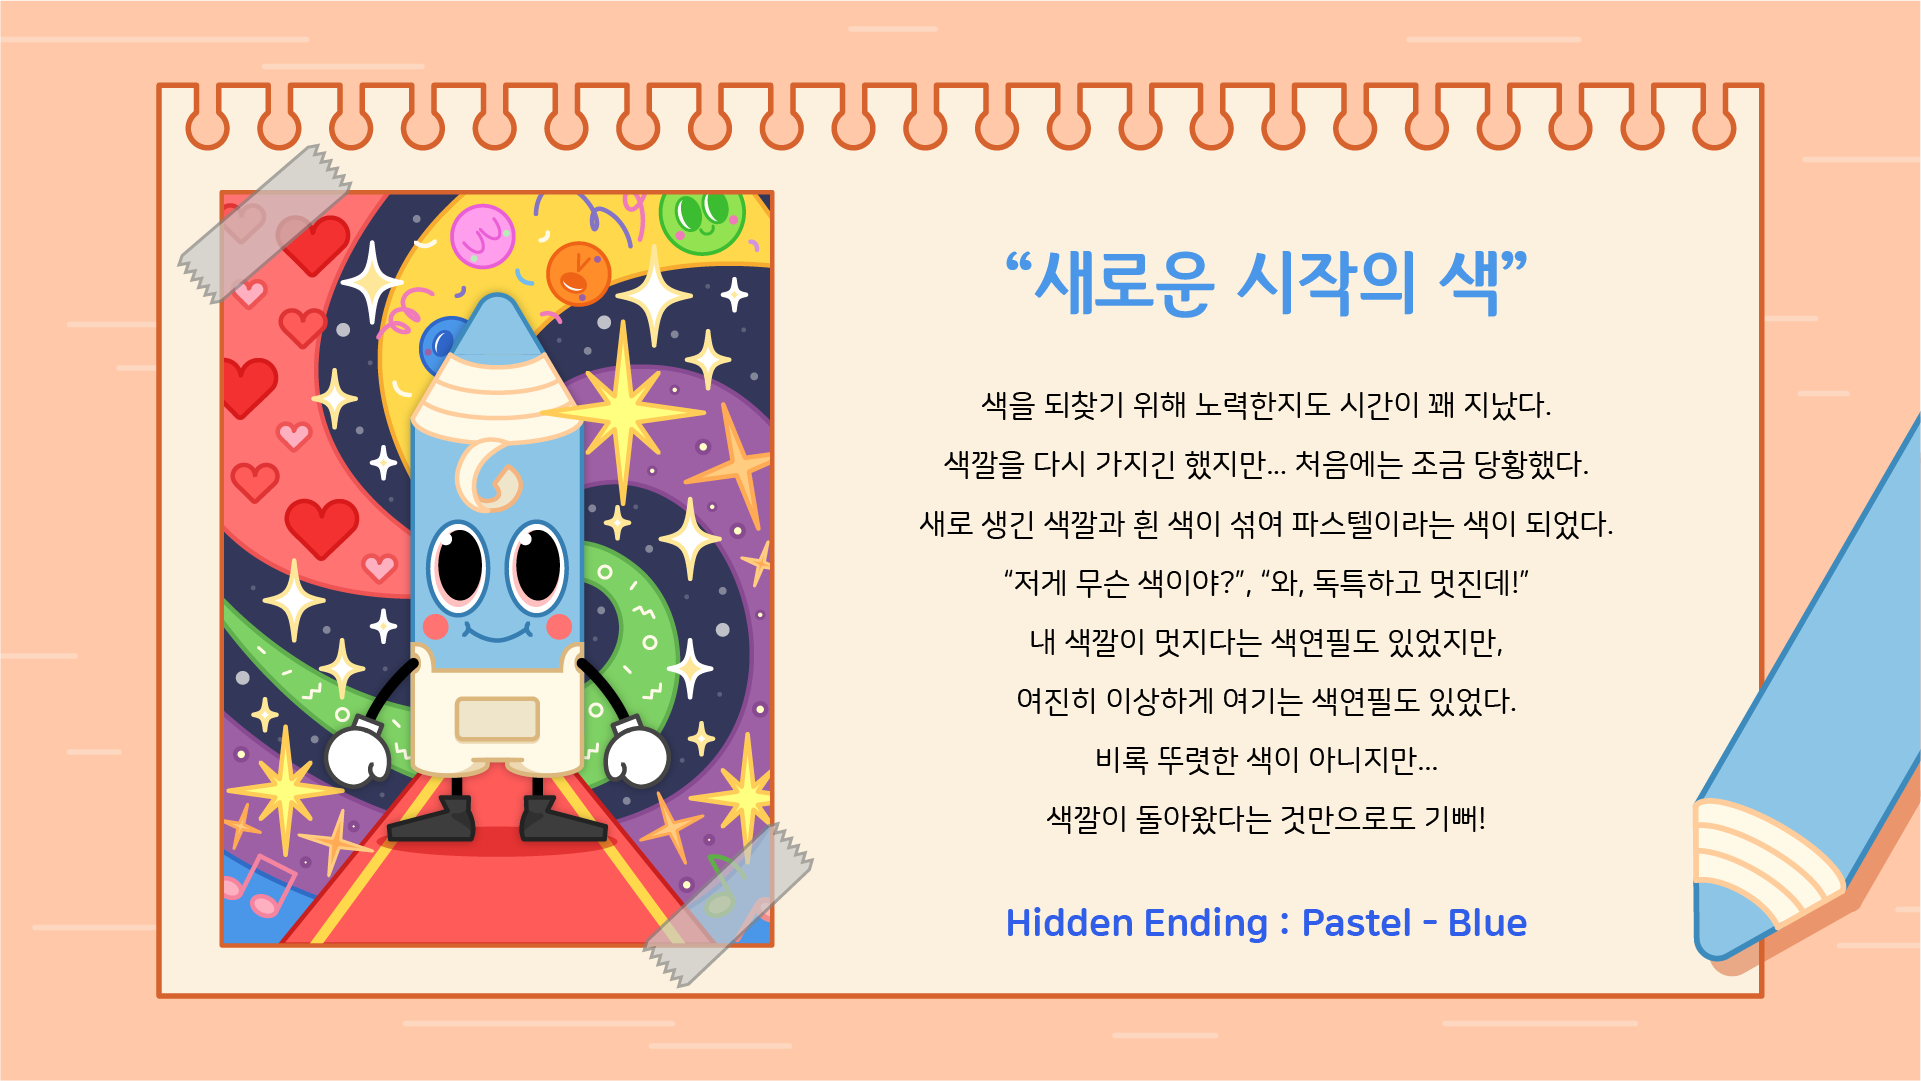 “새로운 시작의 색”
색을 되찾기 위해 노력한지도 시간이 꽤 지났다.
색깔을 다시 가지긴 했지만... 처음에는 조금 당황했다.
새로 생긴 색깔과 흰 색이 섞여 파스텔이라는 색이 되었다.
“저게 무슨 색이야?”, “와, 독특하고 멋진데!”
내 색깔이 멋지다는 색연필도 있었지만,
여진히 이상하게 여기는 색연필도 있었다.
비록 뚜렷한 색이 아니지만...
색깔이 돌아왔다는 것만으로도 기뻐!
Hidden Ending : Pastel - Blue